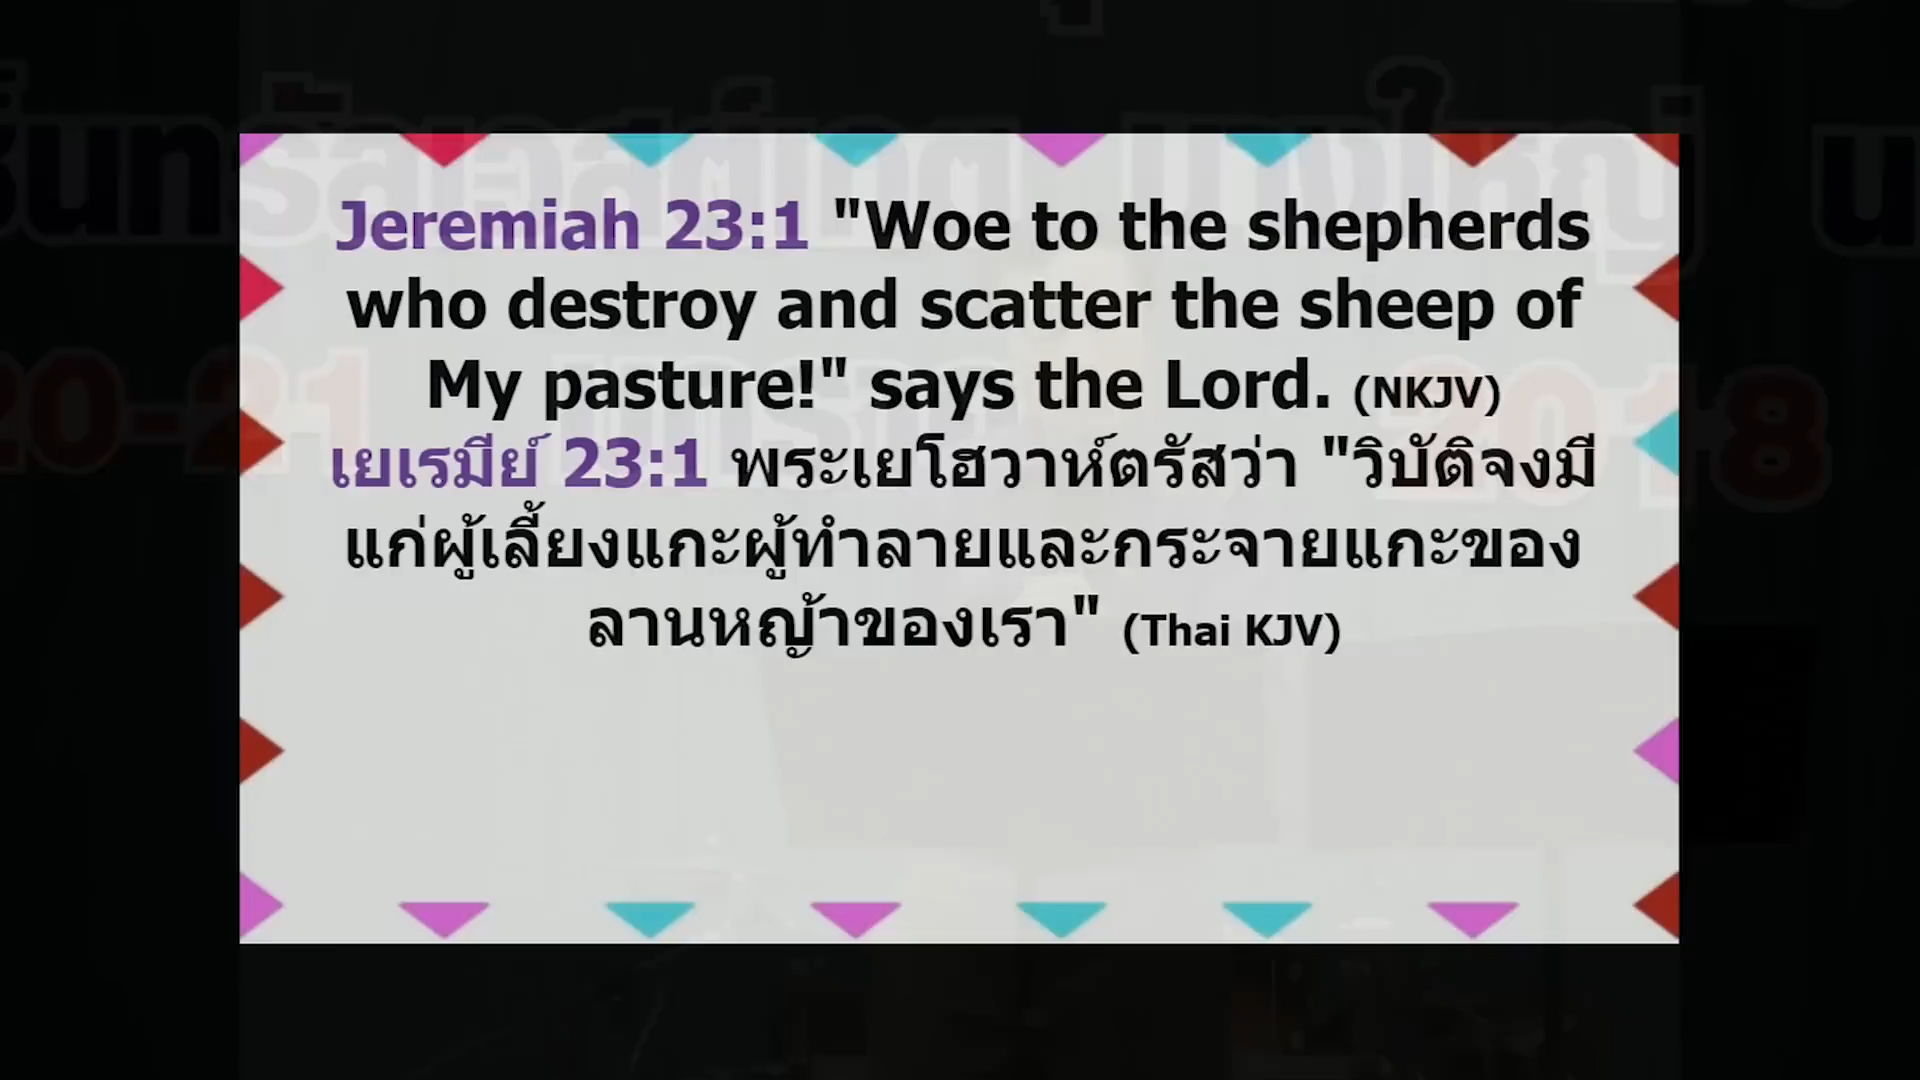 Jeremiah 23:1 "Woe to the shepherds
who destroy and scatter the sheep of
My pasture!" says the Lord. (NKJV)
เยเรมีย์ 23:1 พระเยโฮวาห์ตรัสว่า "วิบัติจงมี
แก่ผู้เลี้ยงแกะผู้ทำลายและกระจายแกะของ
ลานหญ้าของเรา" (Thai KJV)
20-21 2018